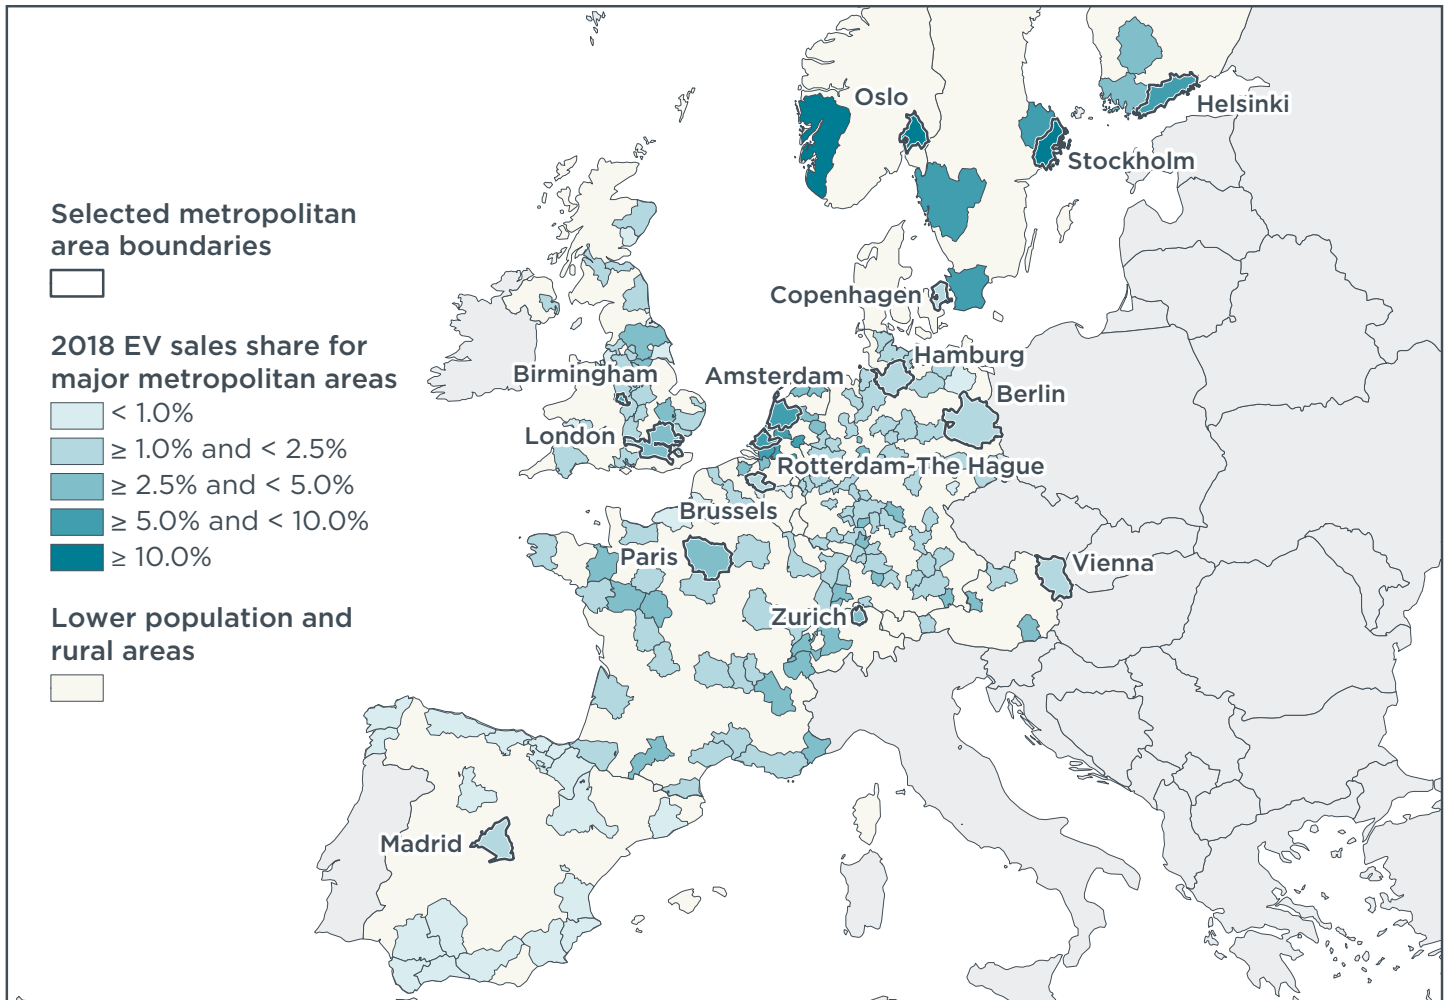 Selected metropolitan
area boundaries
2018 EV sales share for
major metropolitan areas
< 1.0%
≥ 1.0% and < 2.5%
≥ 2.5% and < 5.0%
≥ 5.0% and < 10.0%
≥ 10.0%
Lower population and
rural areas
Oslo
Helsinki
Stockholm
Copenhagen
Hamburg
Birmingham
Amsterdam
Berlin
London
Rotterdam-The Hague
Brussels
Paris
Vienna
Zurich
Madrid